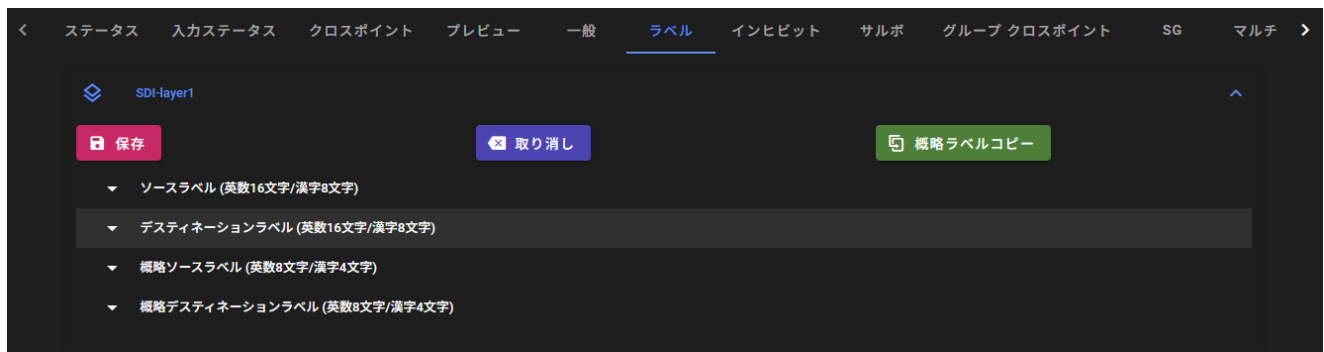 ステータス 入力ステータス クロスポイント プレビュー 一般 ラベル インヒビット サルボ グループ クロスポイント SG マルチ
SDI-layer1
保存 取り消し 概略ラベルコピー
ソースラベル (英数16文字/漢字8文字)
デスティネーションラベル (英数16文字/漢字8文字)
概略ソースラベル (英数8文字/漢字4文字)
概略デスティネーションラベル (英数8文字/漢字4文字)